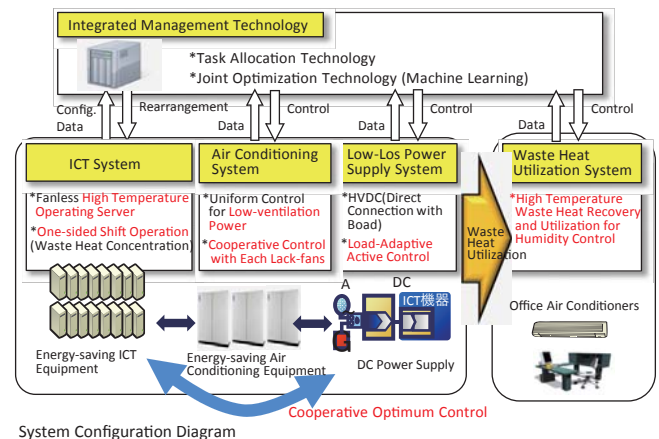 Integrated Management Technology
*Task Allocation Technology
*Joint Optimization Technology (Machine Learning)
Config.
Data
Rearrangement
Data
Control
Data
Control
Data
Control
ICT System
*Fanless High Temperature
Operating Server
*One-sided Shift Operation
(Waste Heat Concentration)
Air Conditioning
System
*Uniform Control
for Low-ventilation
Power
*Cooperative Control
with Each Lack-fans
Low-Los Power
Supply System
*HVDC(Direct
Connection with
Boad)
*Load-Adaptive
Active Control
Waste
Heat
Utilization
Waste Heat
Utilization System
*High Temperature
Waste Heat Recovery
and Utilization for
Humidity Control
Energy-saving ICT
Equipment
Energy-saving Air
Conditioning Equipment
A
DC
ICT機器
DC Power Supply
Office Air Conditioners
Cooperative Optimum Control
System Configuration Diagram